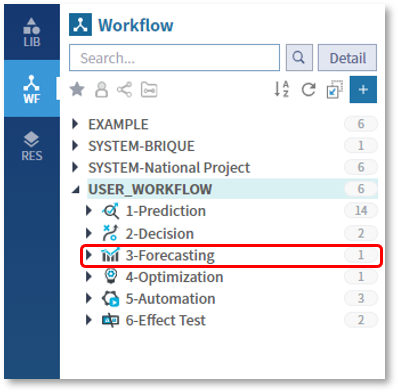 LIB
WF
RES
Workflow
Search...
Detail
A
Z
+
EXAMPLE 6
SYSTEM-BRIQUE 1
SYSTEM-National Project 6
USER_WORKFLOW 6
1-Prediction 14
2-Decision 2
3-Forecasting 1
4-Optimization 1
5-Automation 3
6-Effect Test 2